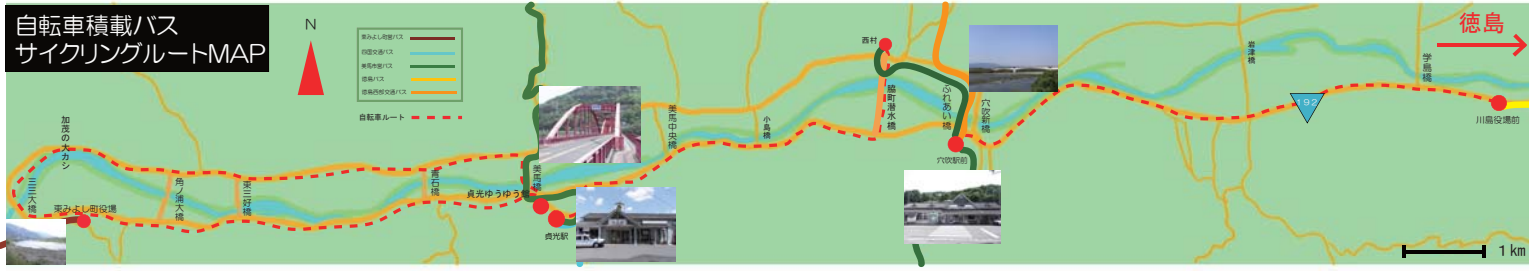 自転車積載バス
サイクリングルートMAP
N
東みよし町営バス
四国交通バス
美馬市営バス
徳島バス
徳島西部交通バス
自転車ルート
徳島
加茂の大カシ
三三大橋
東みよし町役場
角ノ浦大橋
東三好橋
青石橋
貞光ゆうゆう館
美馬橋
貞光駅
美馬中央橋
小島橋
西村
脇町潜水橋
ふれあい橋
穴吹駅前
穴吹新橋
岩津橋
192
学島橋
川島役場前
1km